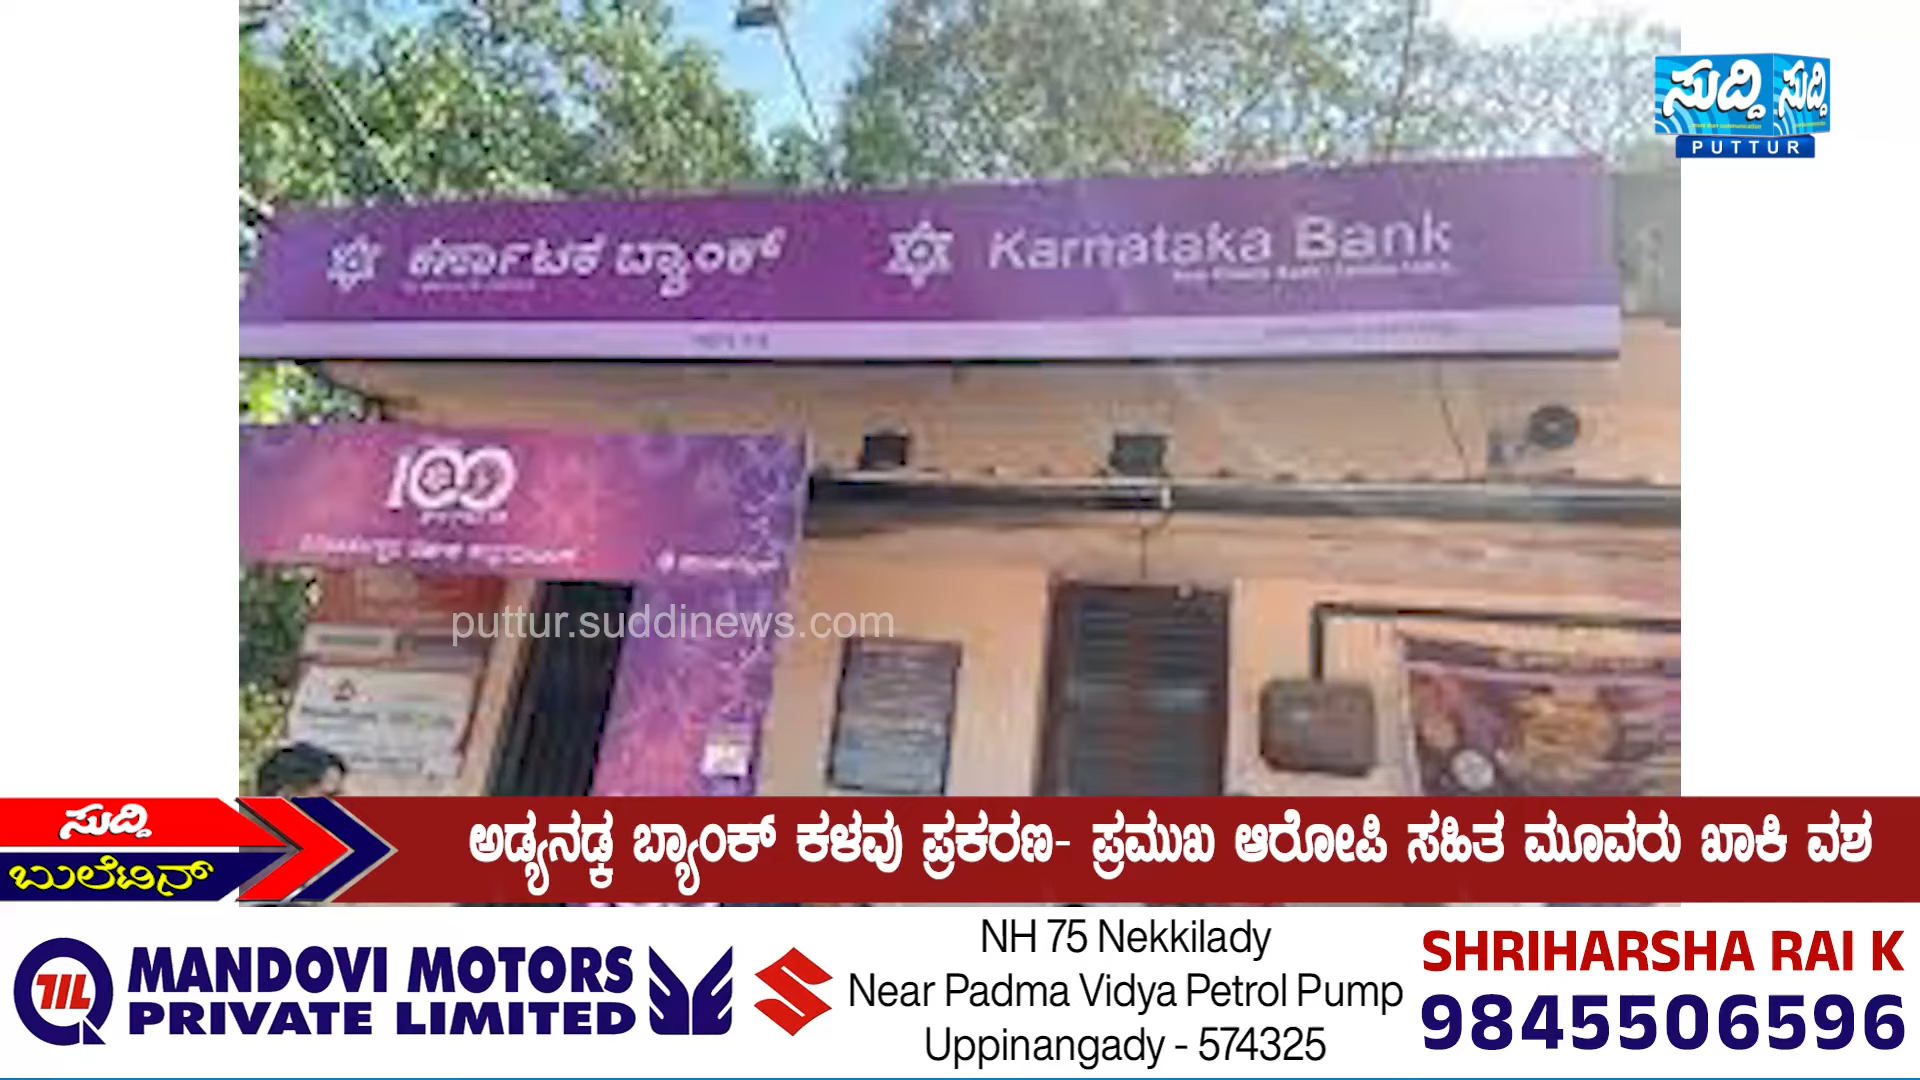 ಸುದ್ದಿ ಸುದ್ದಿ
PUTTUR
ಕರ್ಣಾಟಕ ಬ್ಯಾಂಕ್ Karnataka Bank
100
puttur.suddinews.com
ಸುದ್ದಿ
ಬುಲೆಟಿನ್
ಅಡ್ಯನಡ್ಕ ಬ್ಯಾಂಕ್ ಕಳವು ಪ್ರಕರಣ- ಪ್ರಮುಖ ಆರೋಪಿ ಸಹಿತ ಮೂವರು ಖಾಕಿ ವಶ
MANDOVI MOTORS
PRIVATE LIMITED
NH 75 Nekkilady
Near Padma Vidya Petrol Pump
Uppinangady - 574325
SHRIHARSHA RAI K
9845506596